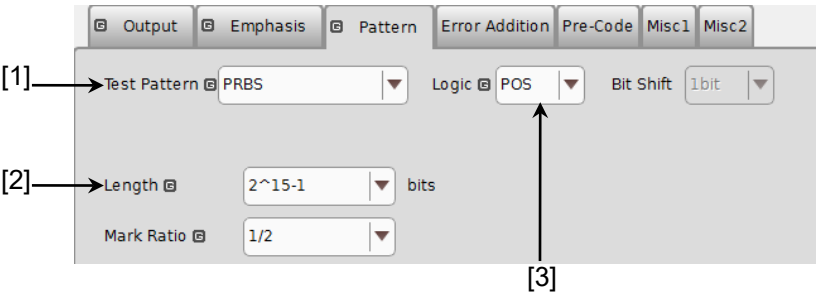 G Output G Emphasis G Pattern Error Addition Pre-Code Misc1 Misc2
[1] Test Pattern G PRBS Logic G POS Bit Shift 1bit
[2] Length G 2^15-1 bits
Mark Ratio G 1/2
[3]